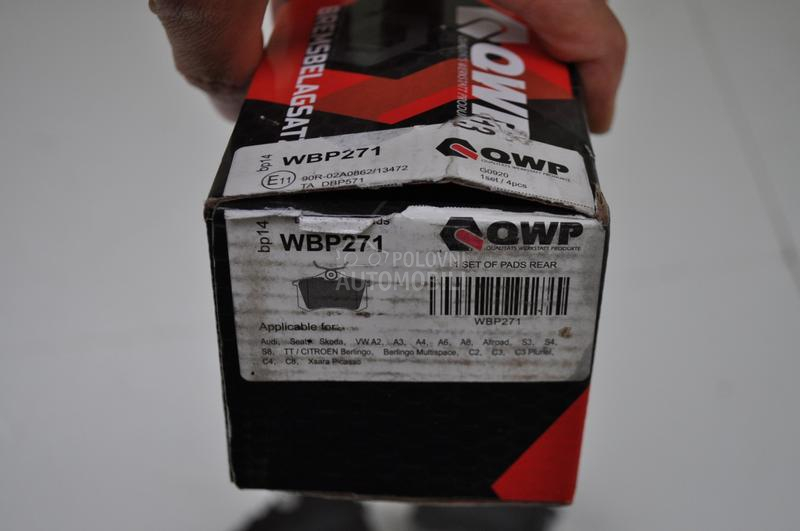 BREMSBELAGSATZ
QWP
bp14
WBP271
E11
90R-02A0862/13472
TA DBP571
QWP
QUALITATS WERKSTATT PRODUKTE
G0920
1set / 4pcs
bp14
WBP271
QWP
QUALITATS WERKSTATT PRODUKTE
1 SET OF PADS REAR
POLOVNI
AUTOMOBILI
WBP271
Applicable for:
Audi, Seat, Skoda, VW.A2, A3, A4, A6, A8, Allroad, S3, S4,
S8, TT / CITROEN Berlingo, Berlingo Multispace, C2, C3, C3 Pluriel,
C4, C8, Xsara Picasso